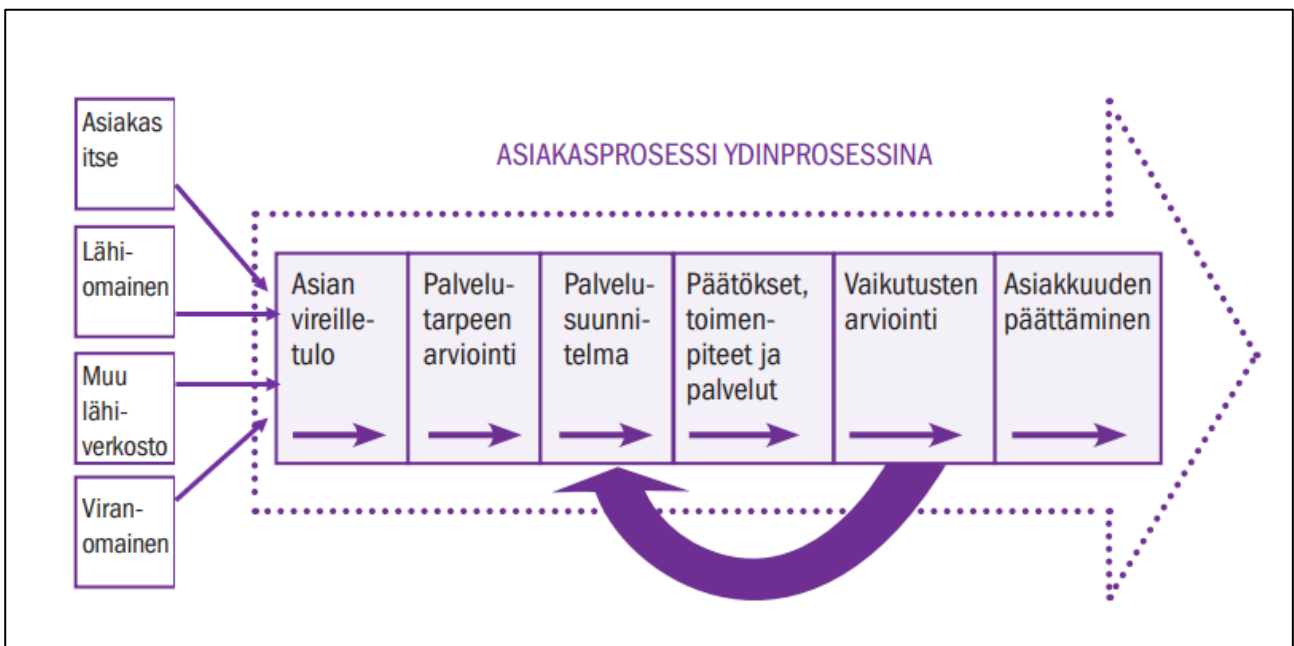 Asiakas
itse
Lähi-
omainen
Muu
lähi-
verkosto
Viran-
omainen
ASIAKASPROSESSI YDINPROSESSINA
Asian
vireille-
tulo
Palvelu-
tarpeen
arviointi
Palvelu-
suunni-
telma
Päätökset,
toimen-
piteet ja
palvelut
Vaikutusten
arviointi
Asiakkuuden
päättäminen